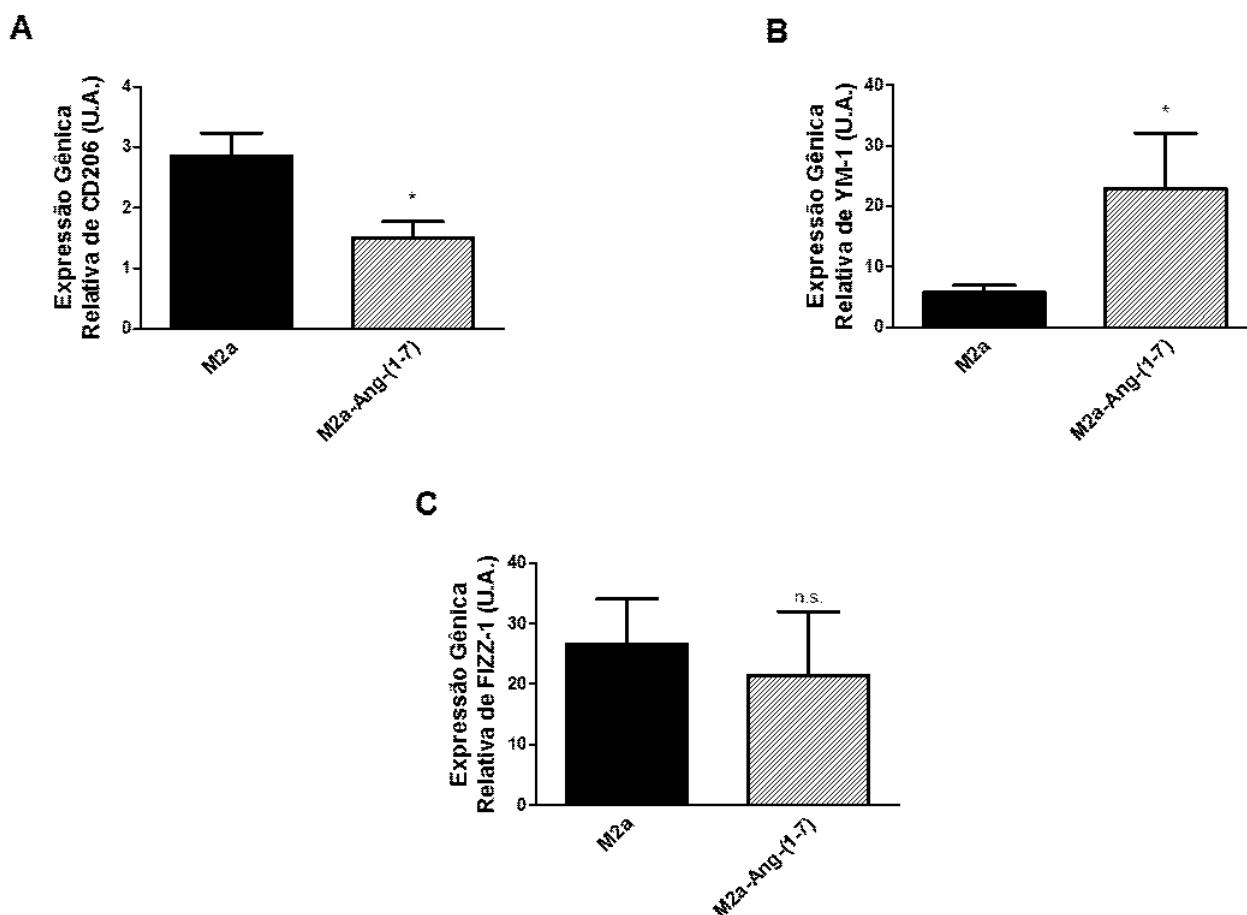 A
Expressão Gênica
Relativa de CD206 (U.A.)
4
3
2
1
0
*
M2a
M2a-Ang-(1-7)
B
Expressão Gênica
Relativa de YM-1 (U.A.)
40
30
20
10
0
*
M2a
M2a-Ang-(1-7)
C
Expressão Gênica
Relativa de FIZZ-1 (U.A.)
40
30
20
10
0
n.s.
M2a
M2a-Ang-(1-7)